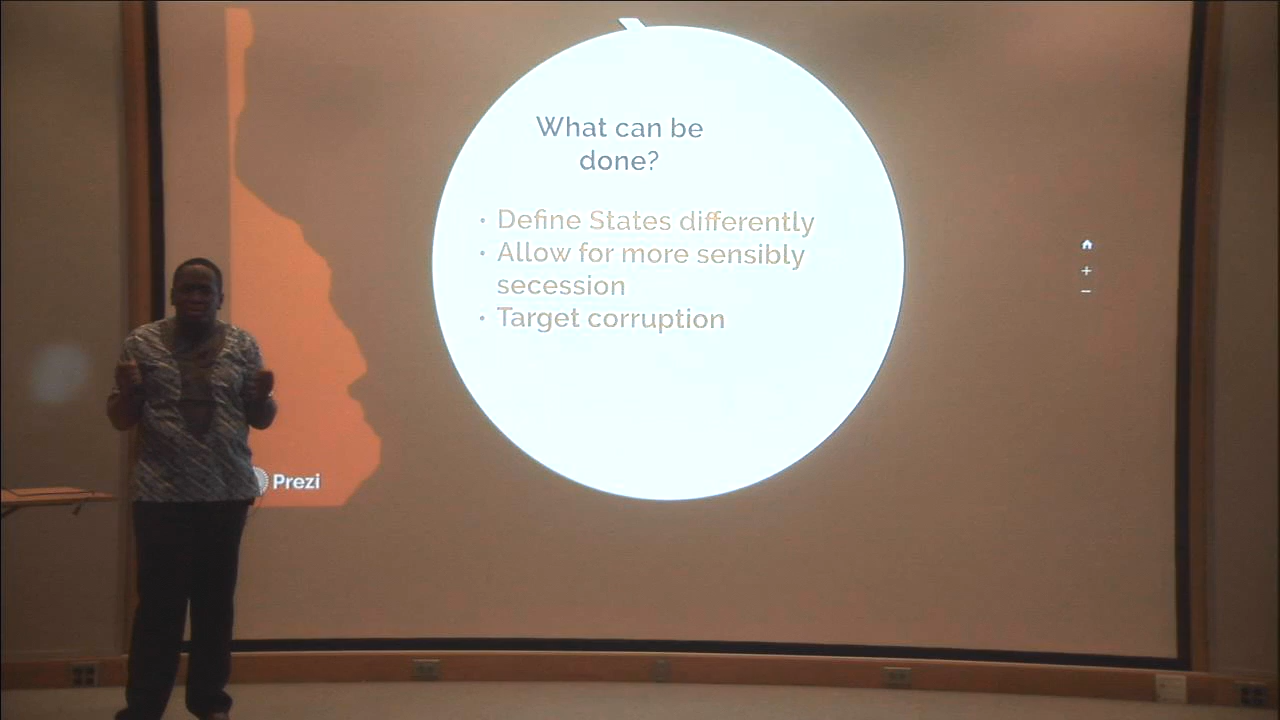 What can be
done?
• Define States differently
• Allow for more sensibly
secession
• Target corruption
Prezi